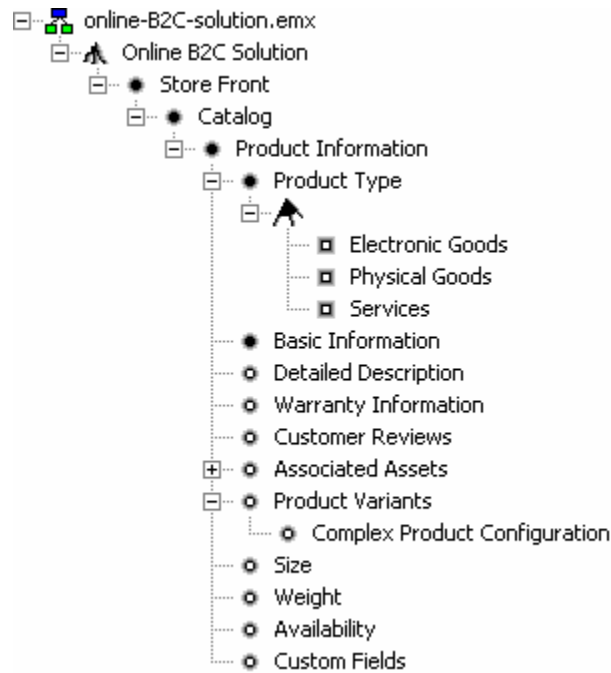 online-B2C-solution.emx
Online B2C Solution
Store Front
Catalog
Product Information
Product Type
Electronic Goods
Physical Goods
Services
Basic Information
Detailed Description
Warranty Information
Customer Reviews
Associated Assets
Product Variants
Complex Product Configuration
Size
Weight
Availability
Custom Fields